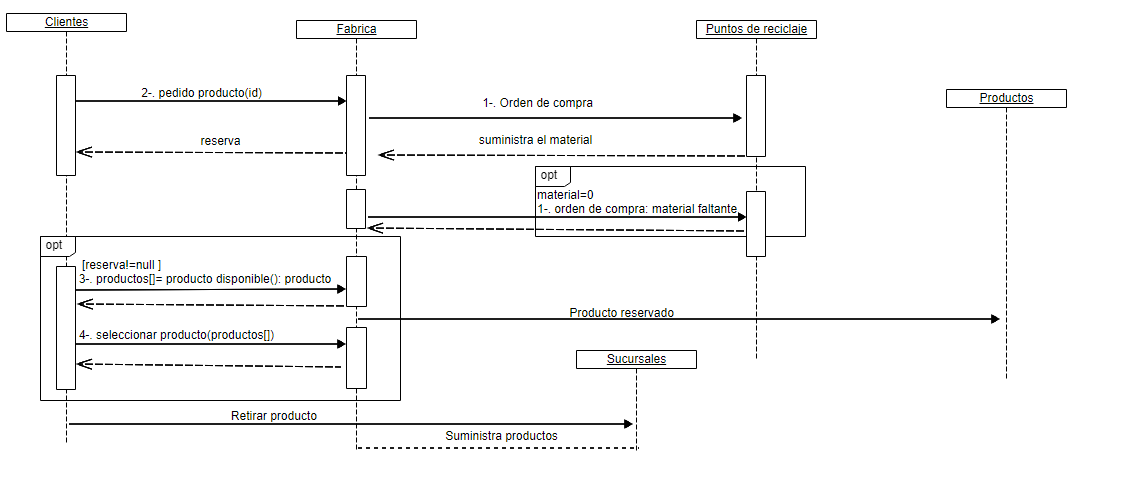 Clientes
Fabrica
Puntos de reciclaje
Productos
2-. pedido producto(id)
1-. Orden de compra
reserva
suministra el material
opt
material=0
1-. orden de compra: material faltante
opt
[reserva!=null ]
3-. productos[]= producto disponible(): producto
Producto reservado
4-. seleccionar producto(productos[])
Sucursales
Retirar producto
Suministra productos